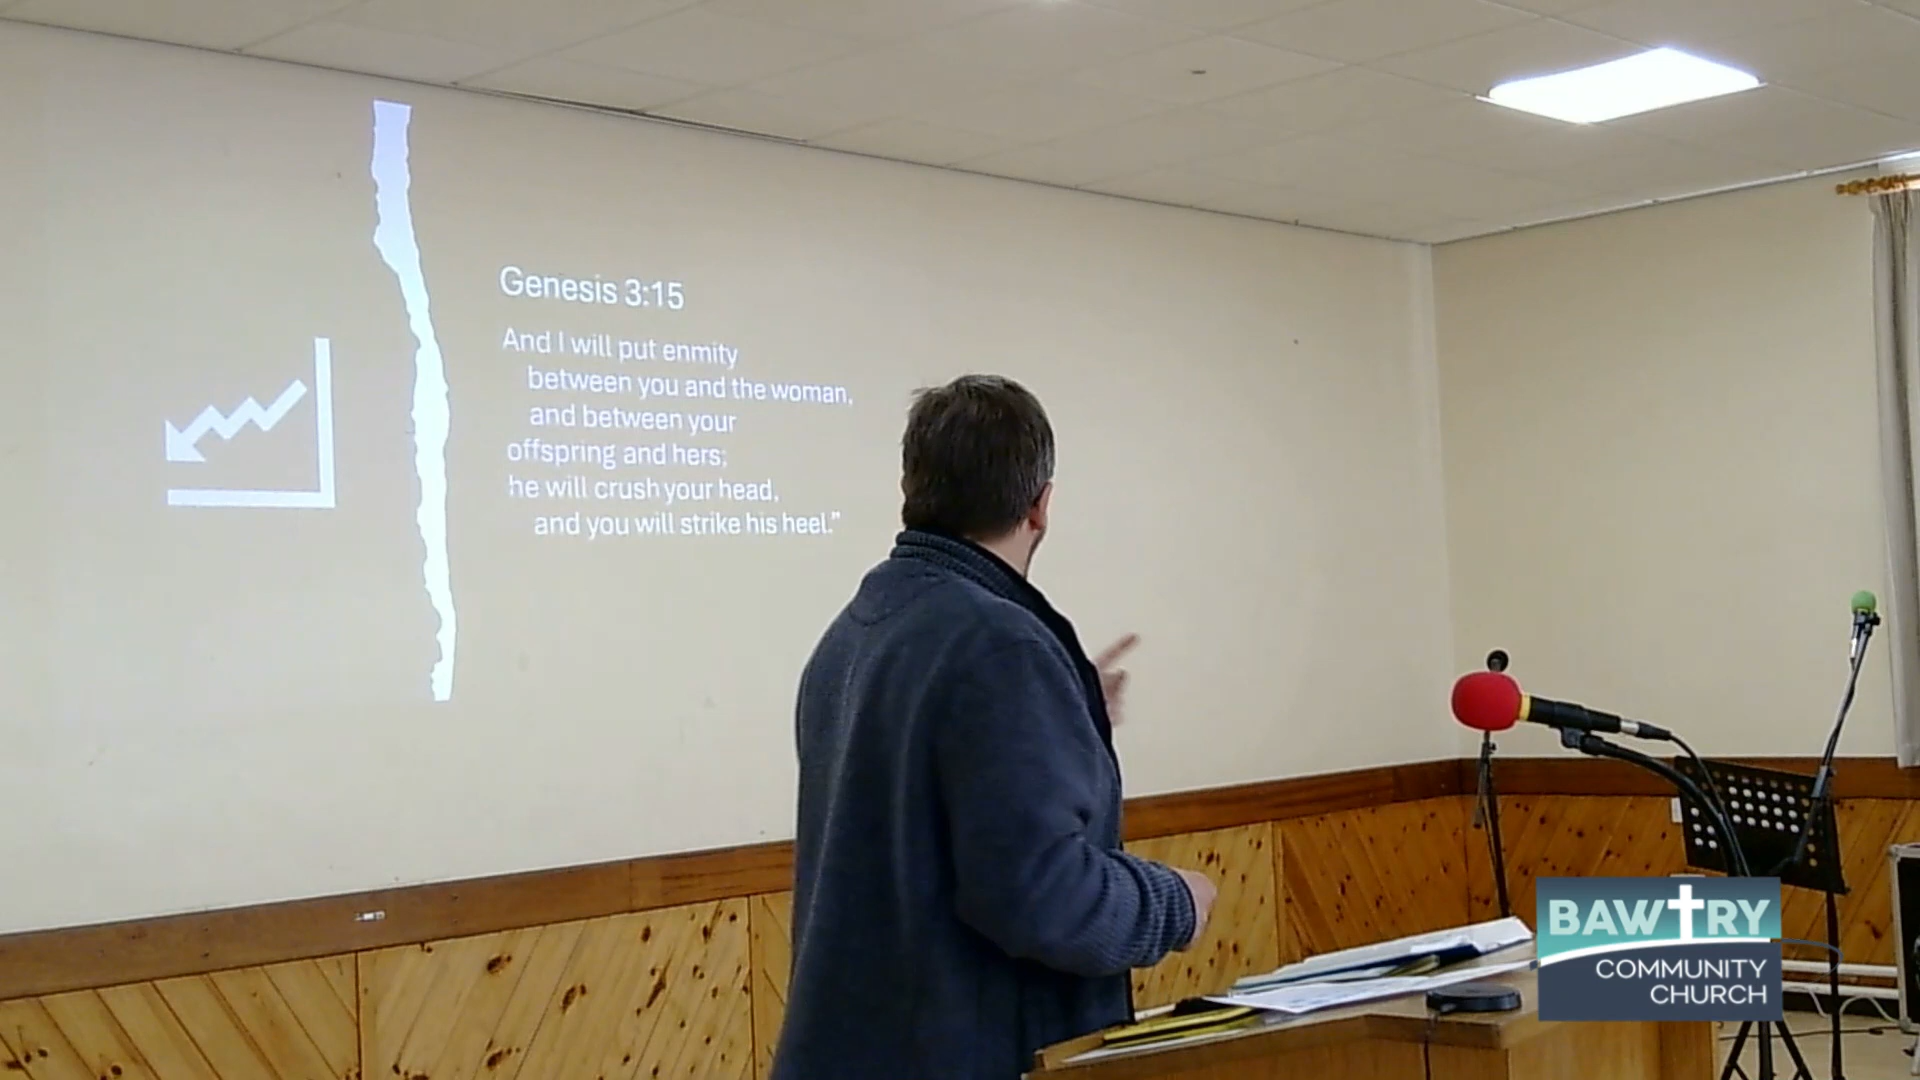 Genesis 3:15
And I will put enmity
between you and the woman,
and between your
offspring and hers;
he will crush your head,
and you will strike his heel.”
BAWTRY
COMMUNITY
CHURCH